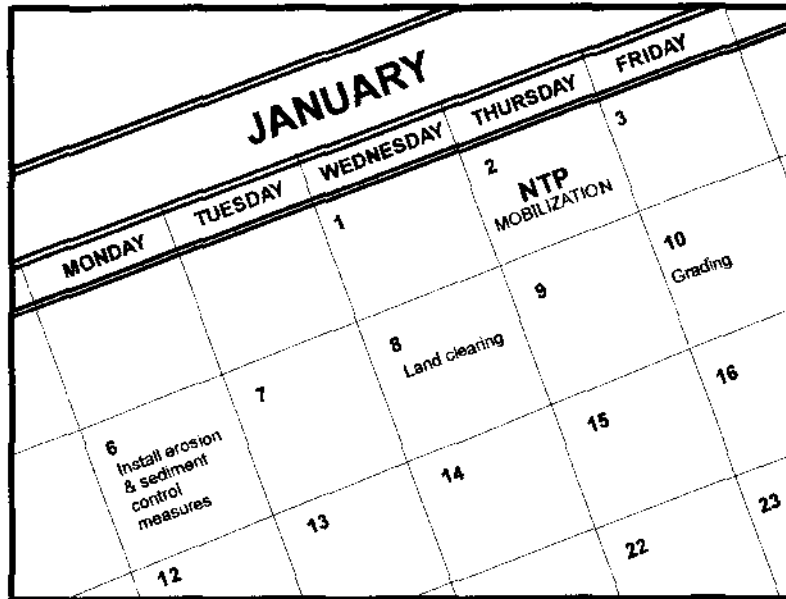 JANUARY
MONDAY
TUESDAY
WEDNESDAY
THURSDAY
FRIDAY
1
2
NTP
MOBILIZATION
3
6
Install erosion
& sediment
control
measures
7
8
Land clearing
9
10
Grading
12
13
14
15
16
22
23